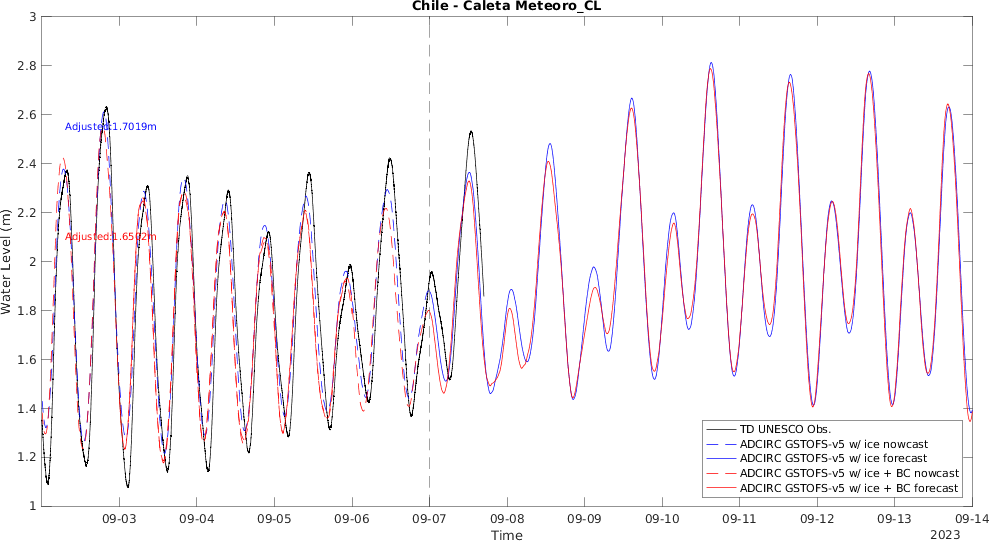 Chile - Caleta Meteoro_CL
3
2.8
2.6
2.4
2.2
2
1.8
1.6
1.4
1.2
1
Water Level (m)
Adjusted:1.7019m
Adjusted:1.6502m
TD UNESCO Obs.
ADCIRC GSTOFS-v5 w/ ice nowcast
ADCIRC GSTOFS-v5 w/ ice forecast
ADCIRC GSTOFS-v5 w/ ice + BC nowcast
ADCIRC GSTOFS-v5 w/ ice + BC forecast
09-03 09-04 09-05 09-06 09-07 09-08 09-09 09-10 09-11 09-12 09-13 09-14
Time
2023